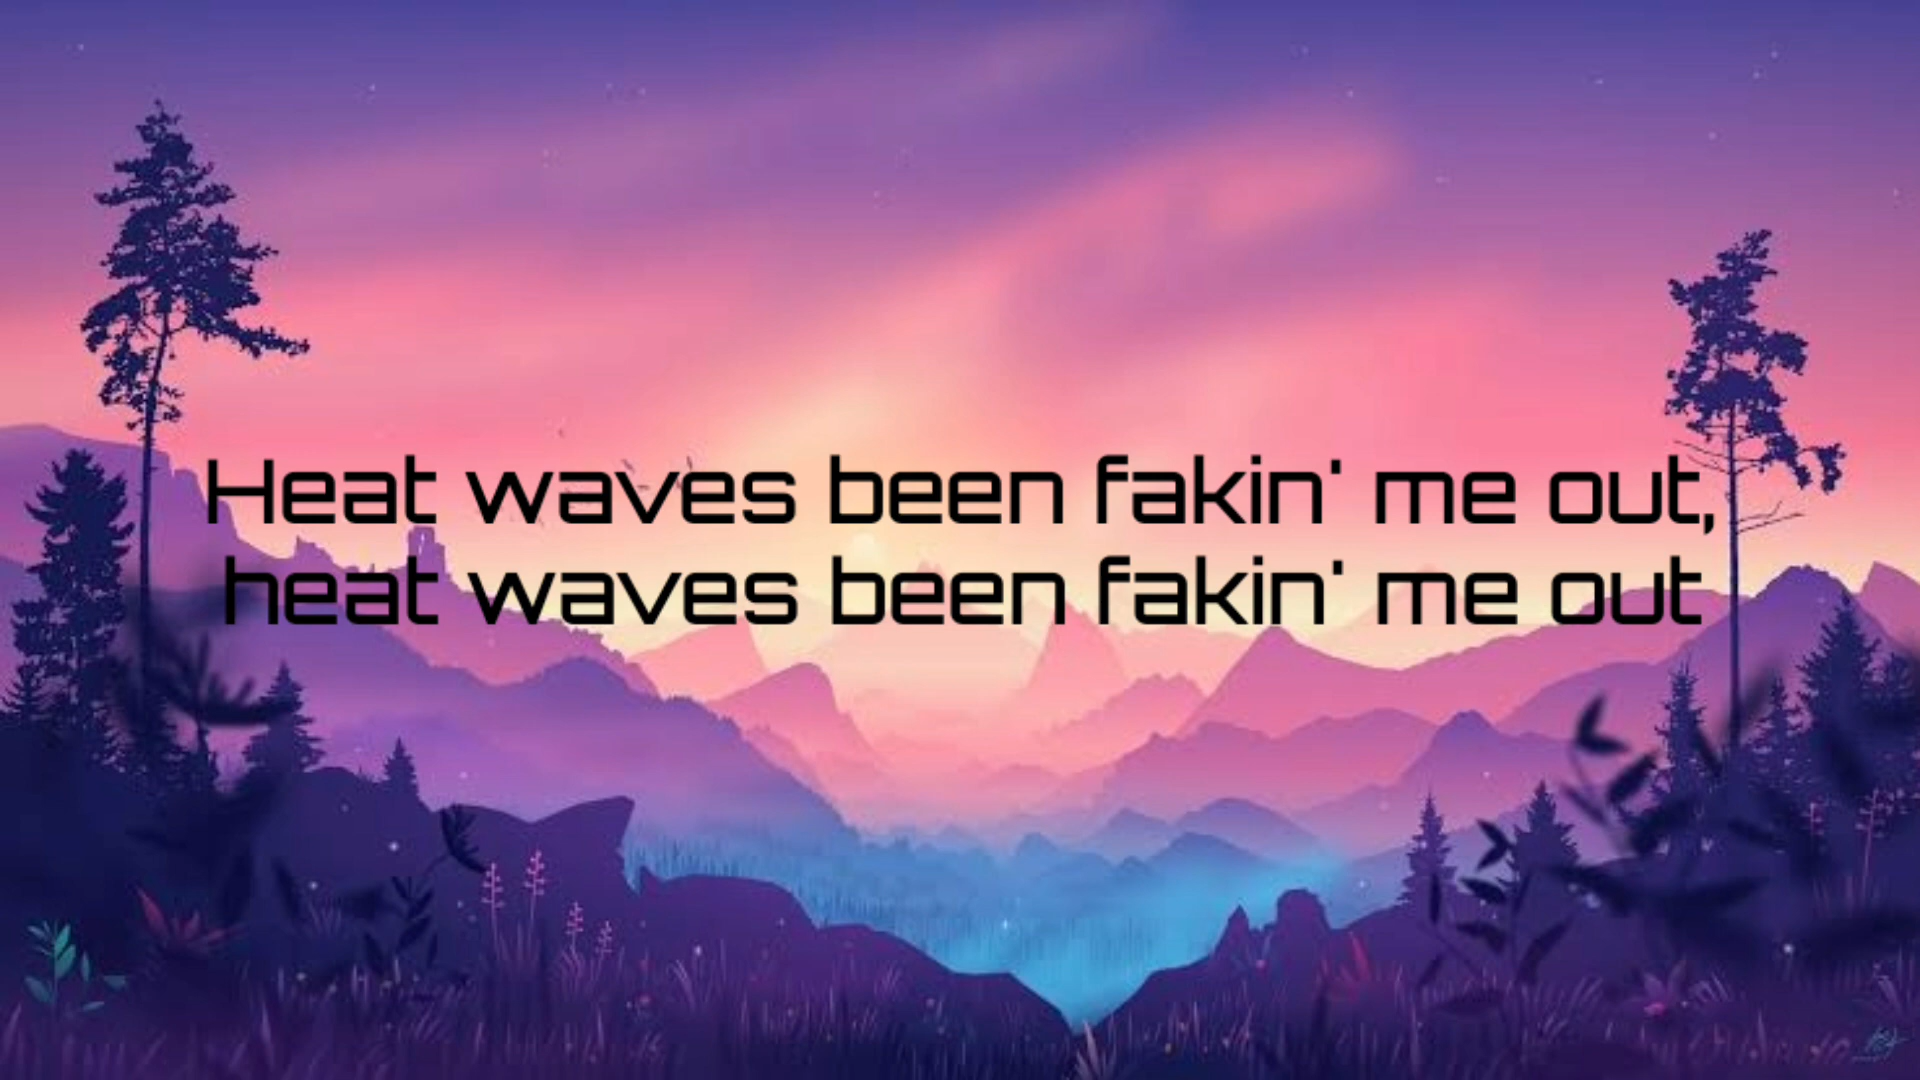 Heat waves been fakin' me out,
heat waves been fakin' me out